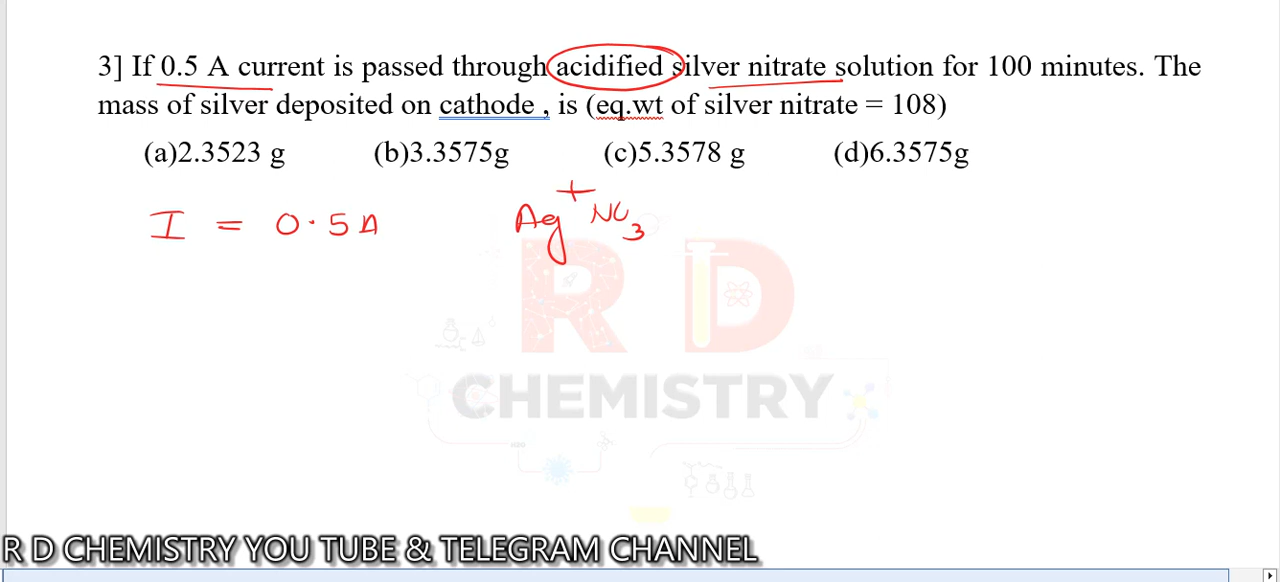 3] If 0.5 A current is passed through acidified silver nitrate solution for 100 minutes. The
mass of silver deposited on cathode , is (eq.wt of silver nitrate = 108)
(a)2.3523 g (b)3.3575g (c)5.3578 g (d)6.3575g
I = 0.5A Ag+ NO3
R D
CHEMISTRY
R D CHEMISTRY YOU TUBE & TELEGRAM CHANNEL